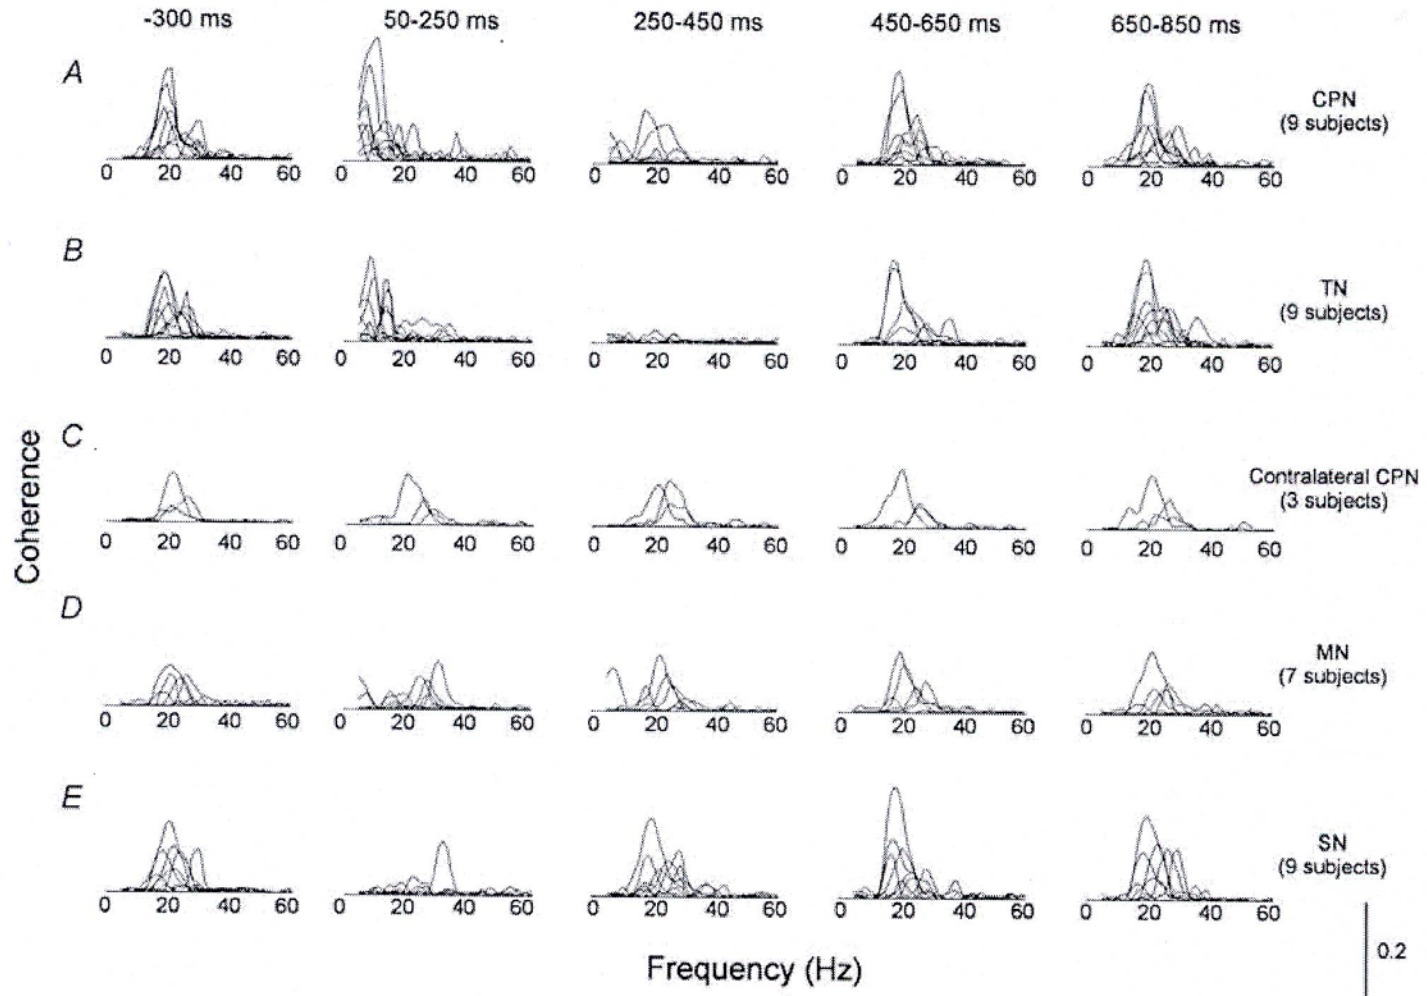 -300 ms 50-250 ms 250-450 ms 450-650 ms 650-850 ms
A
CPN
(9 subjects)
0 20 40 60 0 20 40 60 0 20 40 60 0 20 40 60 0 20 40 60
B
TN
(9 subjects)
0 20 40 60 0 20 40 60 0 20 40 60 0 20 40 60 0 20 40 60
Coherence
C
Contralateral CPN
(3 subjects)
0 20 40 60 0 20 40 60 0 20 40 60 0 20 40 60 0 20 40 60
D
MN
(7 subjects)
0 20 40 60 0 20 40 60 0 20 40 60 0 20 40 60 0 20 40 60
E
SN
(9 subjects)
0 20 40 60 0 20 40 60 0 20 40 60 0 20 40 60 0 20 40 60
Frequency (Hz)
0.2